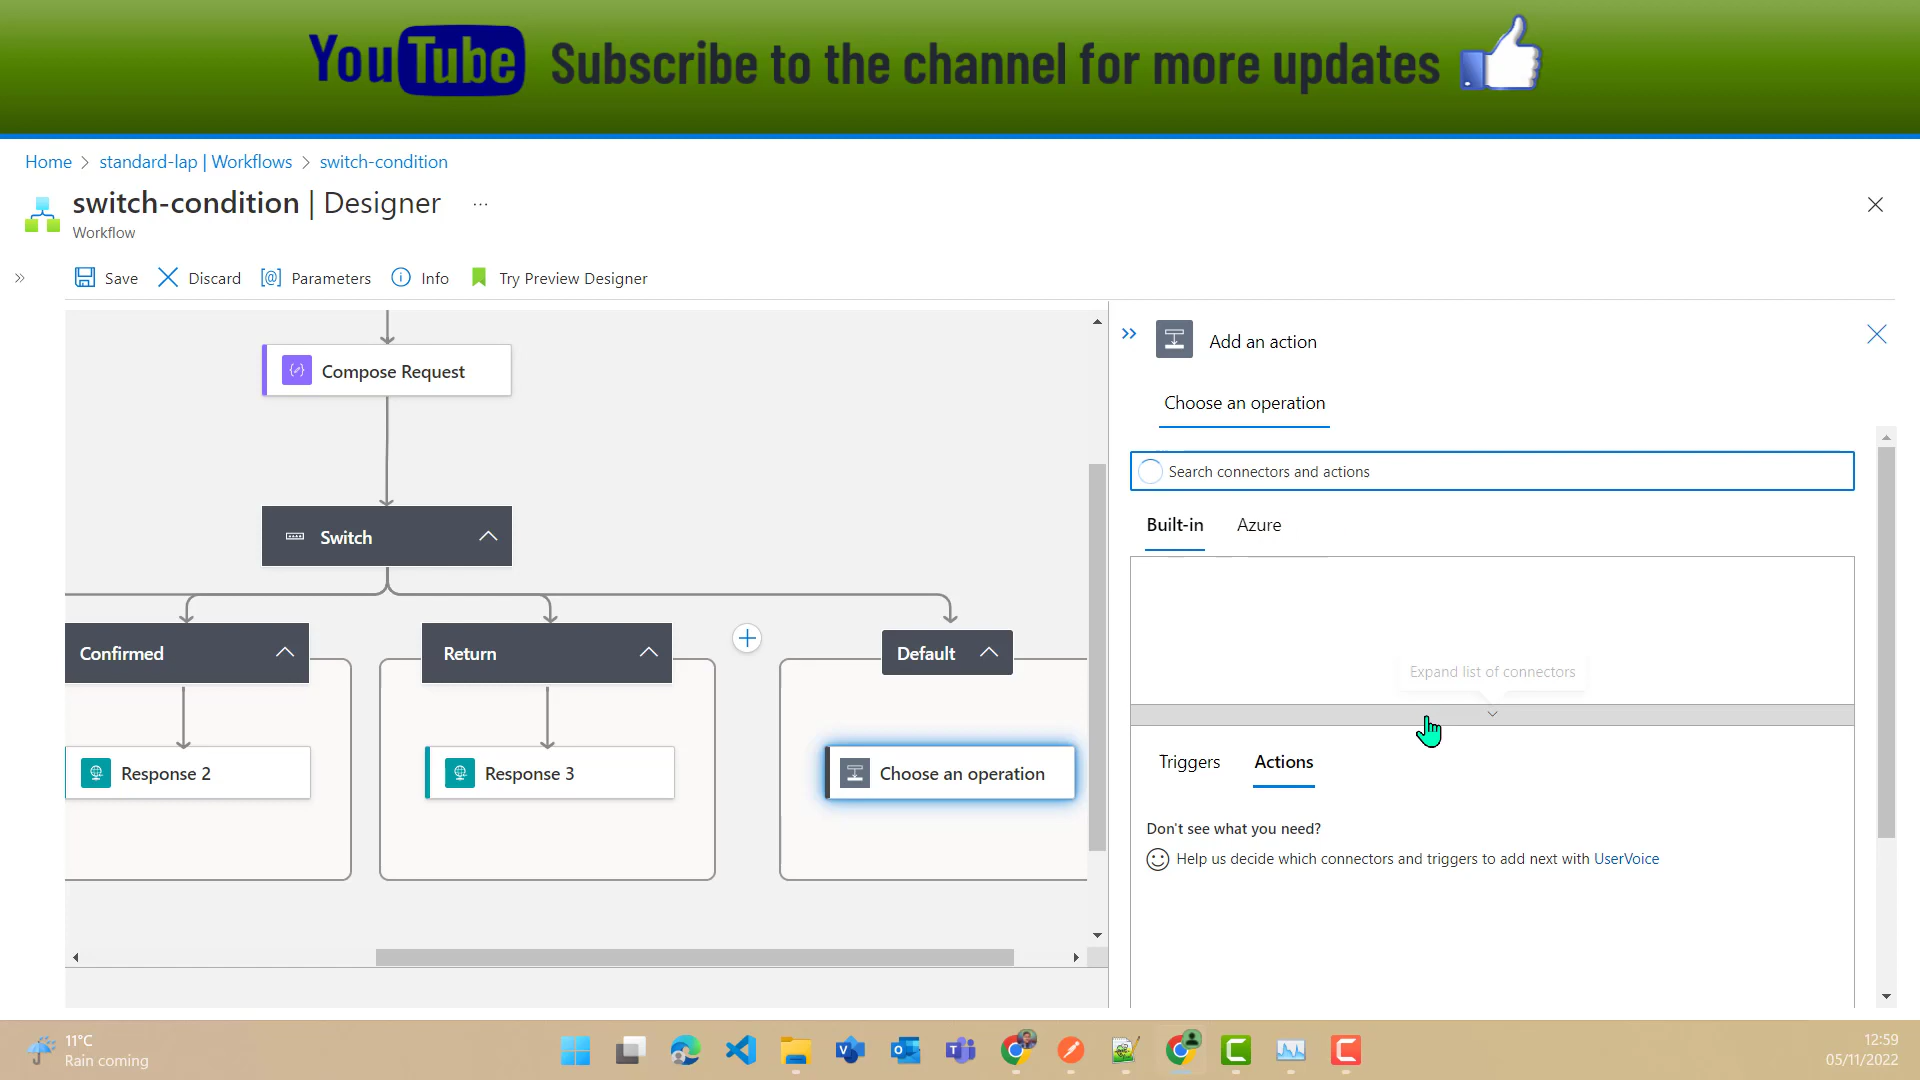 YouTube Subscribe to the channel for more updates
Home > standard-lap | Workflows > switch-condition
switch-condition | Designer ...
Workflow
Save Discard Parameters Info Try Preview Designer
Compose Request
Switch
Confirmed
Return
Default
Response 2
Response 3
Choose an operation
Add an action
Choose an operation
Search connectors and actions
Built-in Azure
Expand list of connectors
Triggers Actions
Don't see what you need?
Help us decide which connectors and triggers to add next with UserVoice
11°C
Rain coming
12:59
05/11/2022